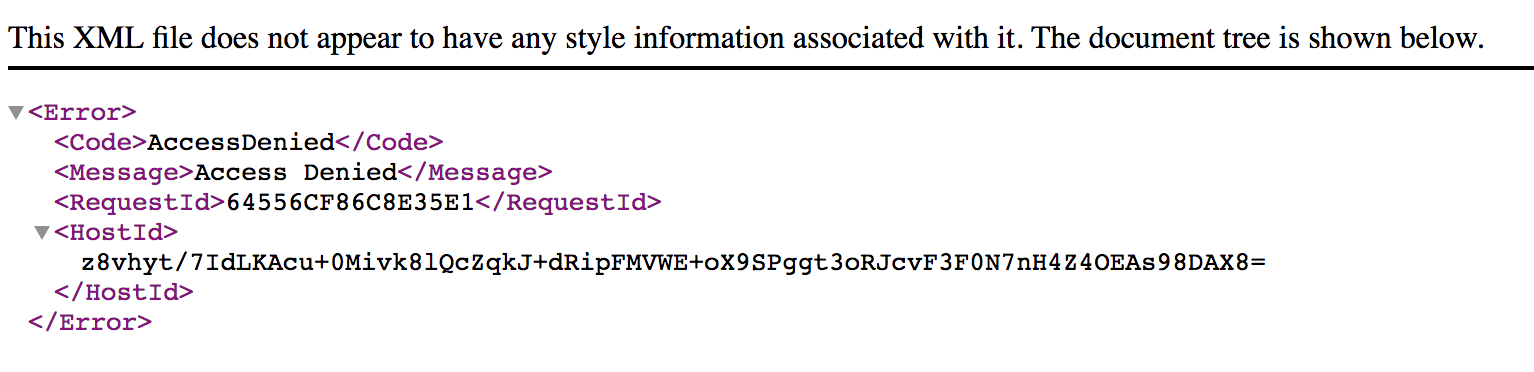 This XML file does not appear to have any style information associated with it. The document tree is shown below.
▼<Error>
<Code>AccessDenied</Code>
<Message>Access Denied</Message>
<RequestId>64556CF86C8E35E1</RequestId>
▼<HostId>
z8vhyt/7IdLKAcu+0Mivk8lQcZqkJ+dRipFMVWE+oX9SPggt3oRJcvF3F0N7nH4Z4OEAs98DAX8=
</HostId>
</Error>